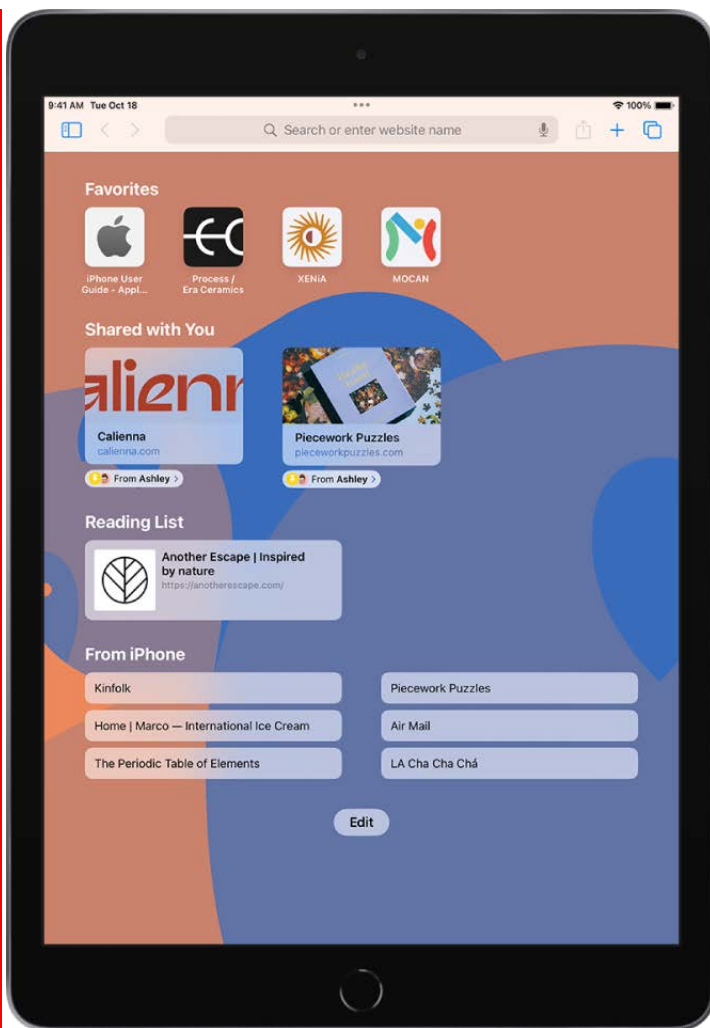 9:41 AM Tue Oct 18
100%
Search or enter website name
Favorites
iPhone User
Guide - Appl...
Process /
Era Ceramics
XENiA
MOCAN
Shared with You
alienn
Calienna
calienna.com
Piecework Puzzles
pieceworkpuzzles.com
From Ashley >
From Ashley >
Reading List
Another Escape | Inspired
by nature
https://anotherescape.com/
From iPhone
Kinfolk
Piecework Puzzles
Home | Marco — International Ice Cream
Air Mail
The Periodic Table of Elements
LA Cha Cha Chá
Edit